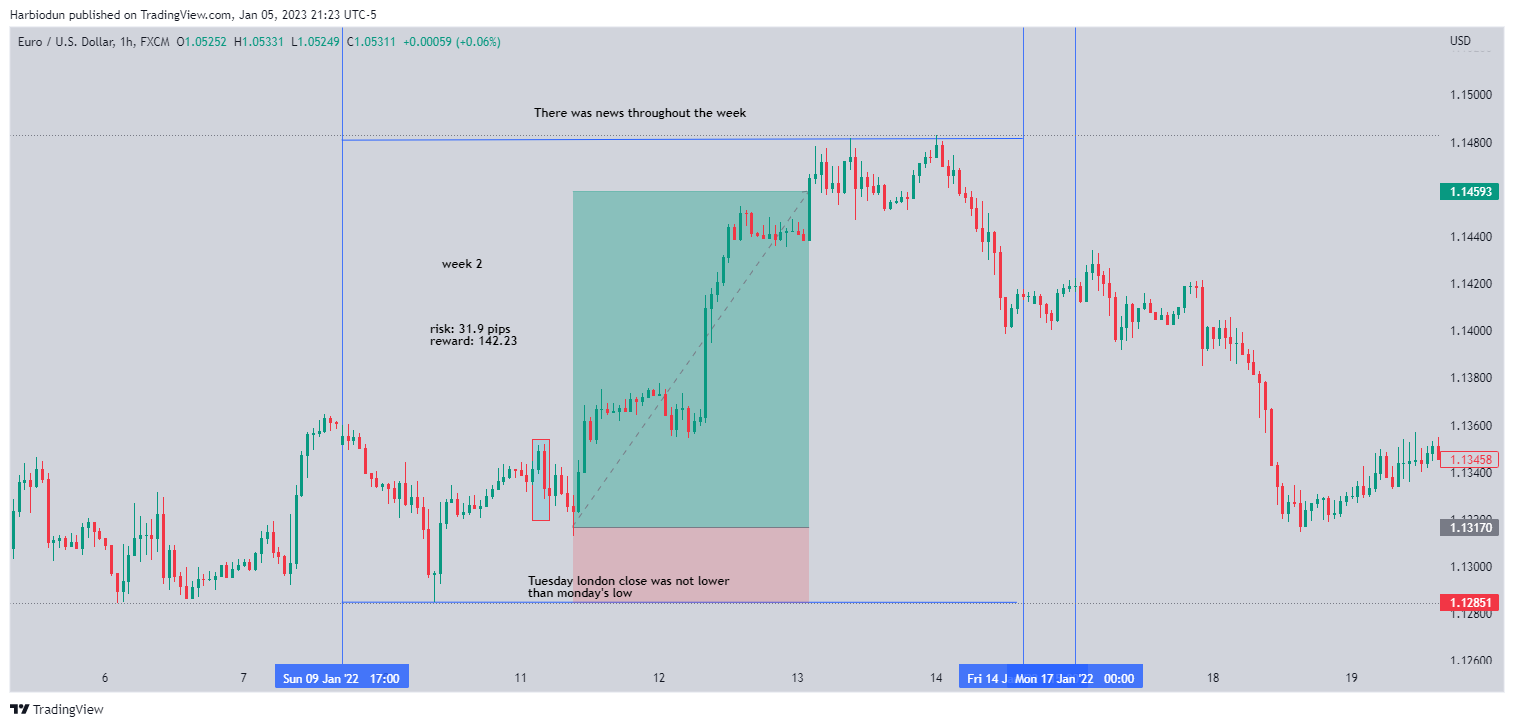 Harbiodun published on TradingView.com, Jan 05, 2023 21:23 UTC-5
Euro / U.S. Dollar, 1h, FXCM O1.05252 H1.05331 L1.05249 C1.05311 +0.00059 (+0.06%)
USD
1.15000
There was news throughout the week
1.14800
1.14593
1.14400
week 2
1.14200
risk: 31.9 pips
1.14000
reward: 142.23
1.13800
1.13600
1.13458
1.13400
1.13170
1.13000
Tuesday london close was not lower
than monday's low
1.12851
1.12800
1.12600
6 7 Sun 09 Jan '22 17:00 11 12 13 14 Fri 14 J Mon 17 Jan '22 00:00 18 19
TradingView